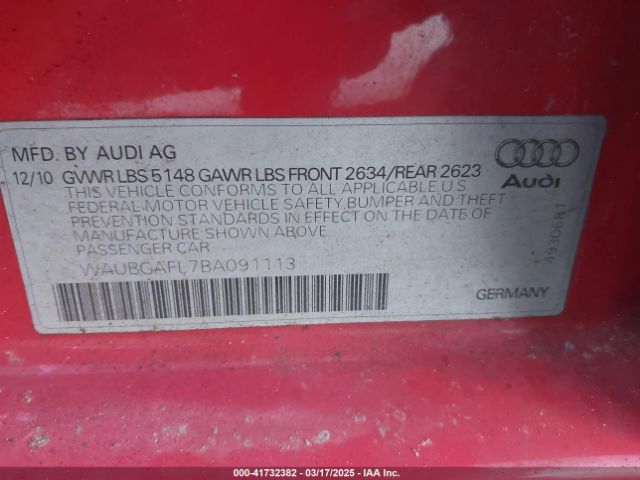 MFD. BY AUDI AG
12/10 GVWR LBS 5148 GAWR LBS FRONT 2634/REAR 2623
THIS VEHICLE CONFORMS TO ALL APPLICABLE U S
FEDERAL MOTOR VEHICLE SAFETY, BUMPER AND THEFT
PREVENTION STANDARDS IN EFFECT ON THE DATE OF
MANUFACTURE SHOWN ABOVE
PASSENGER CAR
WAUBGAFL7BA091113
Audi
4930681
GERMANY
000-41732382 - 03/17/2025 - IAA Inc.